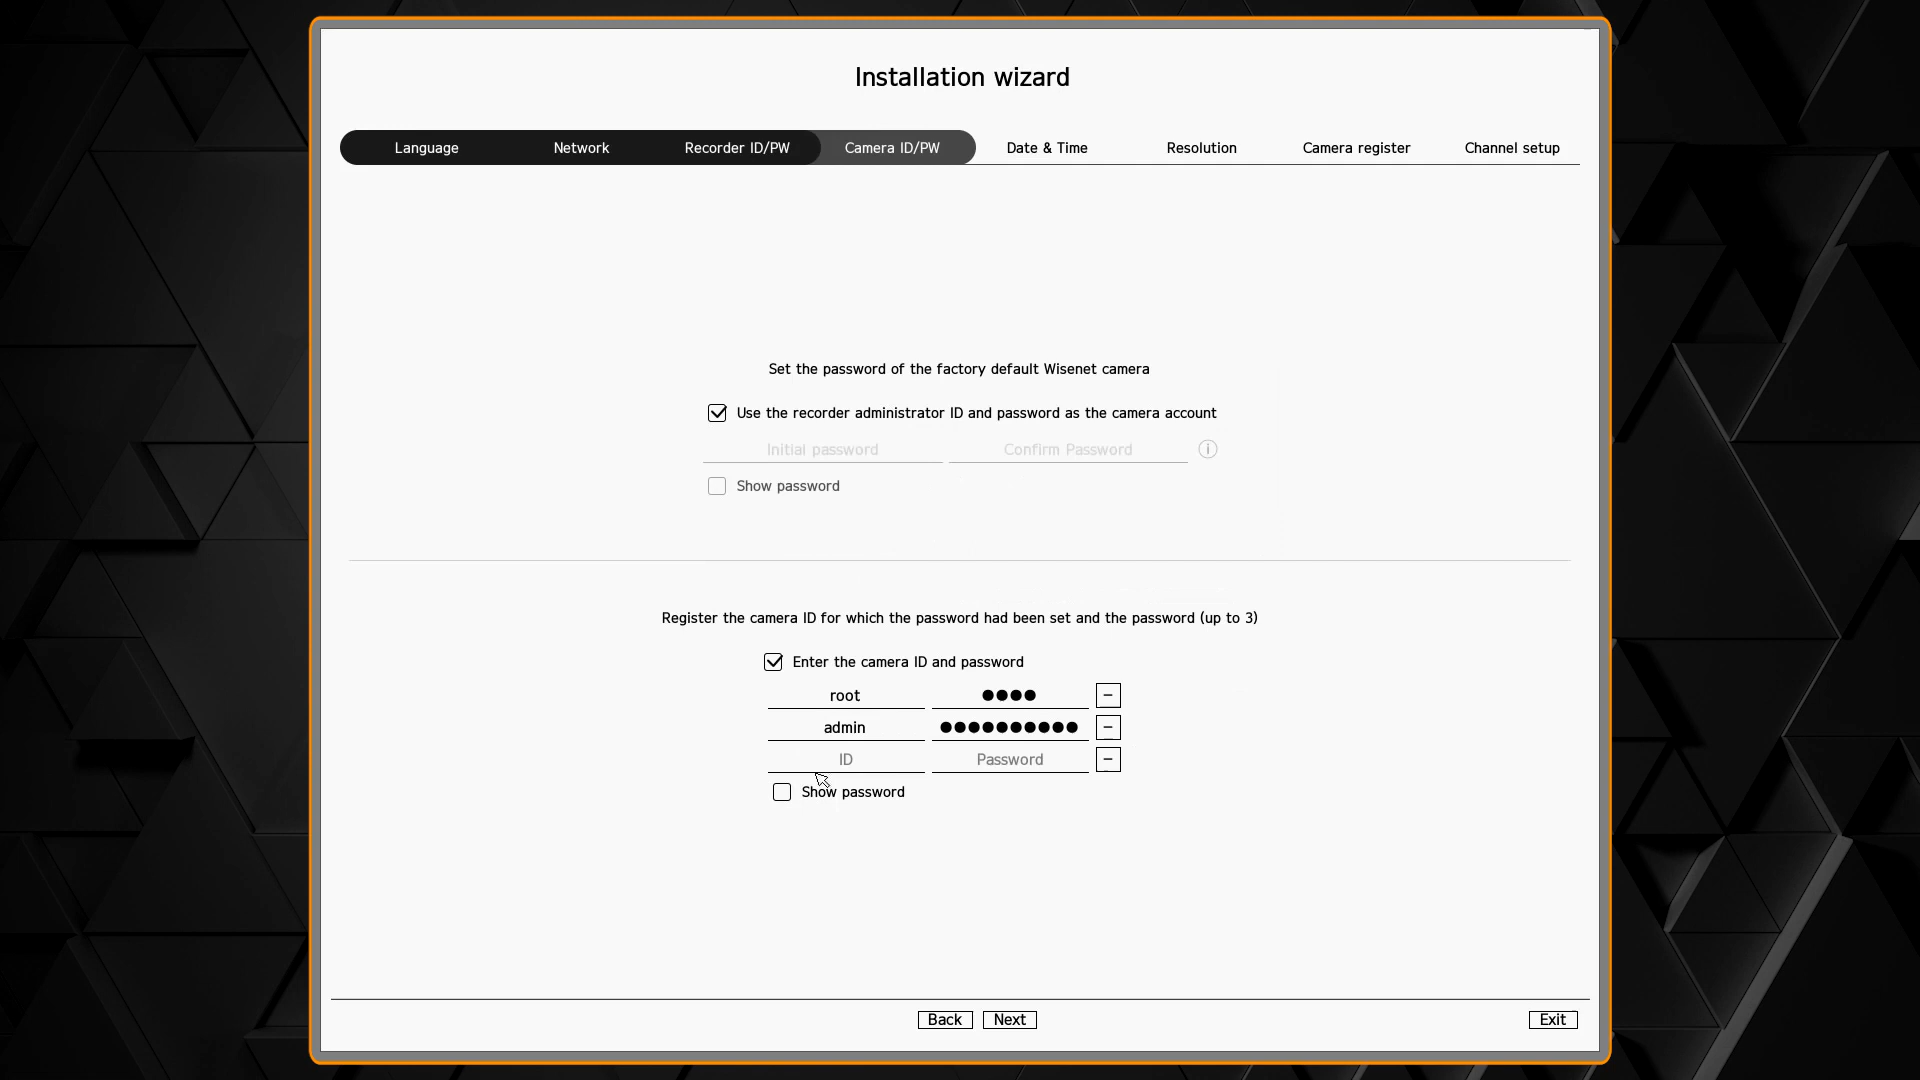 Installation wizard
Language Network Recorder ID/PW Camera ID/PW Date & Time Resolution Camera register Channel setup
Set the password of the factory default Wisenet camera
Use the recorder administrator ID and password as the camera account
Initial password Confirm Password
Show password
Register the camera ID for which the password had been set and the password (up to 3)
Enter the camera ID and password
root ●●●●
admin ●●●●●●●●●●
ID Password
Show password
Back Next Exit